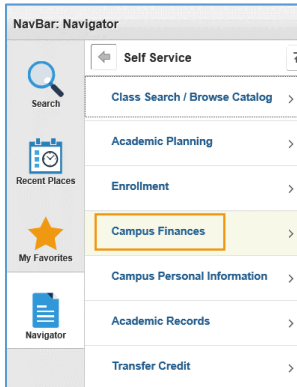 NavBar: Navigator
Self Service
Search
Class Search / Browse Catalog
Academic Planning
Recent Places
Enrollment
Campus Finances
My Favorites
Campus Personal Information
Academic Records
Navigator
Transfer Credit